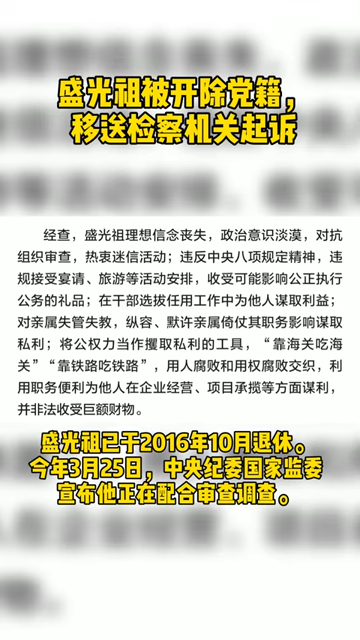 盛光祖被开除党籍，
移送检察机关起诉
经查，盛光祖理想信念丧失，政治意识淡漠，对抗
组织审查，热衷迷信活动；违反中央八项规定精神，违
规接受宴请、旅游等活动安排，收受可能影响公正执行
公务的礼品；在干部选拔任用工作中为他人谋取利益；
对亲属失管失教，纵容、默许亲属倚仗其职务影响谋取
私利；将公权力当作攫取私利的工具，“靠海关吃海
关”“靠铁路吃铁路”，用人腐败和用权腐败交织，利
用职务便利为他人在企业经营、项目承揽等方面谋利，
并非法收受巨额财物。
盛光祖已于2016年10月退休。
今年3月25日，中央纪委国家监委
宣布他正在配合审查调查。